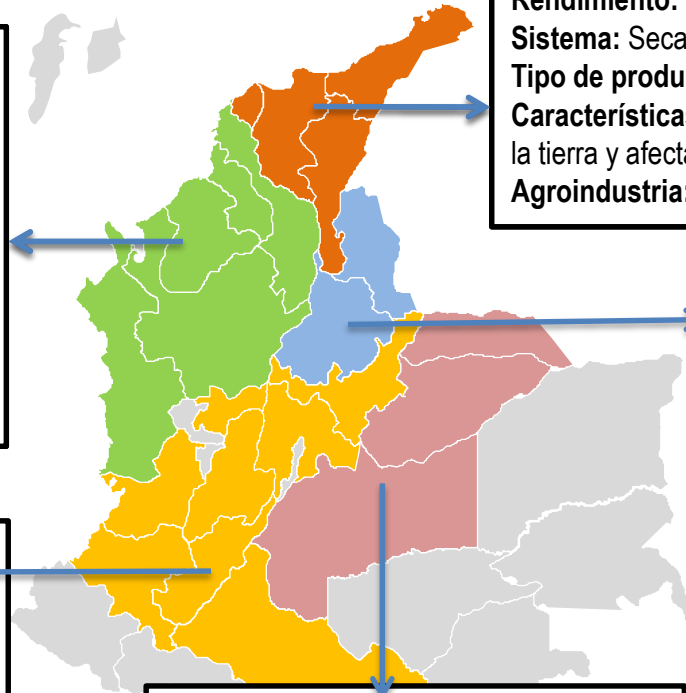 Rendimiento:
Sistema: Seca
Tipo de produ
Característica
la tierra y afecta
Agroindustria: